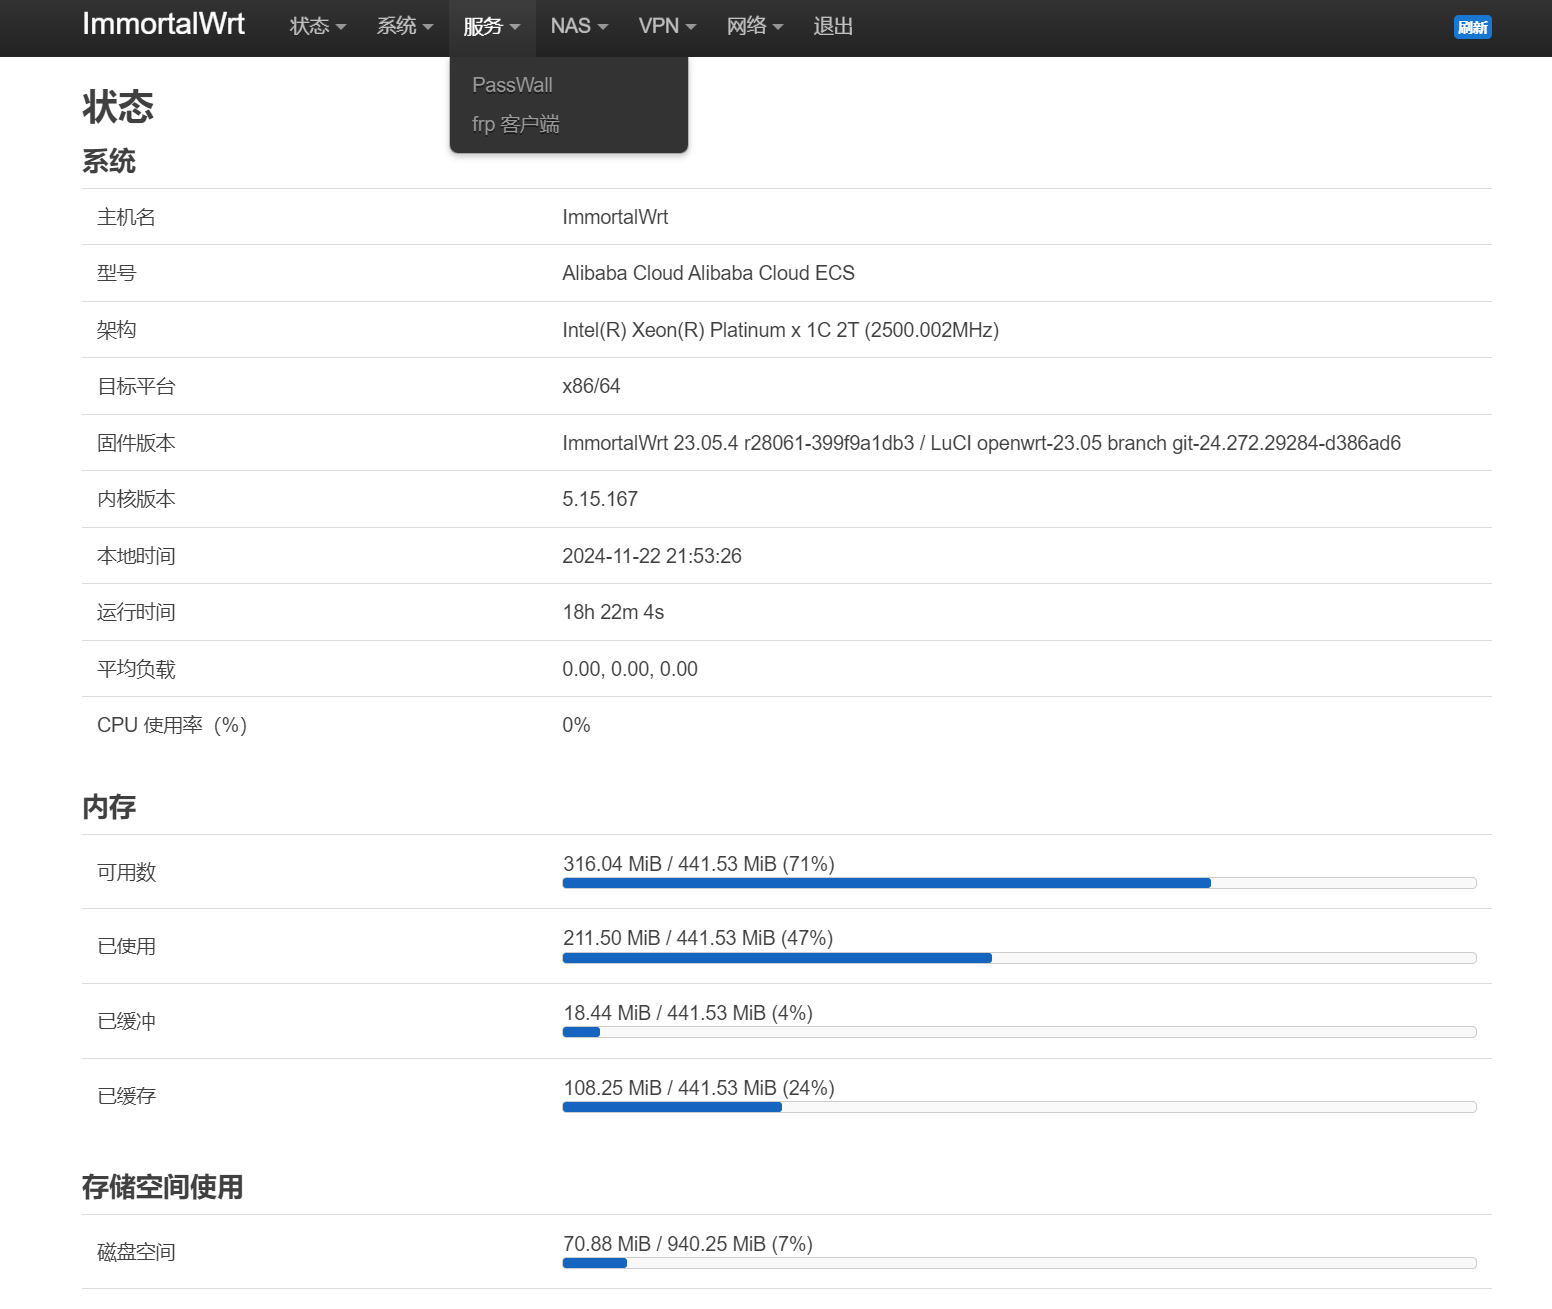 ImmortalWrt 状态 系统 服务 NAS VPN 网络 退出 刷新
PassWall
frp 客户端
状态
系统
主机名 ImmortalWrt
型号 Alibaba Cloud Alibaba Cloud ECS
架构 Intel(R) Xeon(R) Platinum x 1C 2T (2500.002MHz)
目标平台 x86/64
固件版本 ImmortalWrt 23.05.4 r28061-399f9a1db3 / LuCI openwrt-23.05 branch git-24.272.29284-d386ad6
内核版本 5.15.167
本地时间 2024-11-22 21:53:26
运行时间 18h 22m 4s
平均负载 0.00, 0.00, 0.00
CPU 使用率（%） 0%
内存
可用数 316.04 MiB / 441.53 MiB (71%)
已使用 211.50 MiB / 441.53 MiB (47%)
已缓冲 18.44 MiB / 441.53 MiB (4%)
已缓存 108.25 MiB / 441.53 MiB (24%)
存储空间使用
磁盘空间 70.88 MiB / 940.25 MiB (7%)